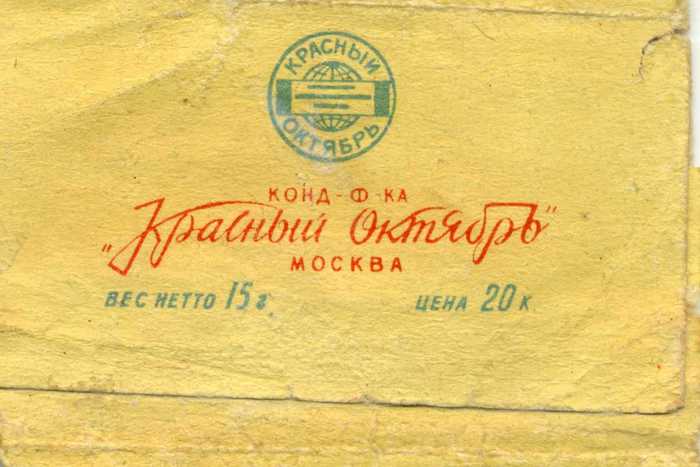 КРАСНЫЙ
ОКТЯБРЬ
КОНД-Ф-КА
"Красный Октябрь"
МОСКВА
ВЕС НЕТТО 15 г. ЦЕНА 20 к